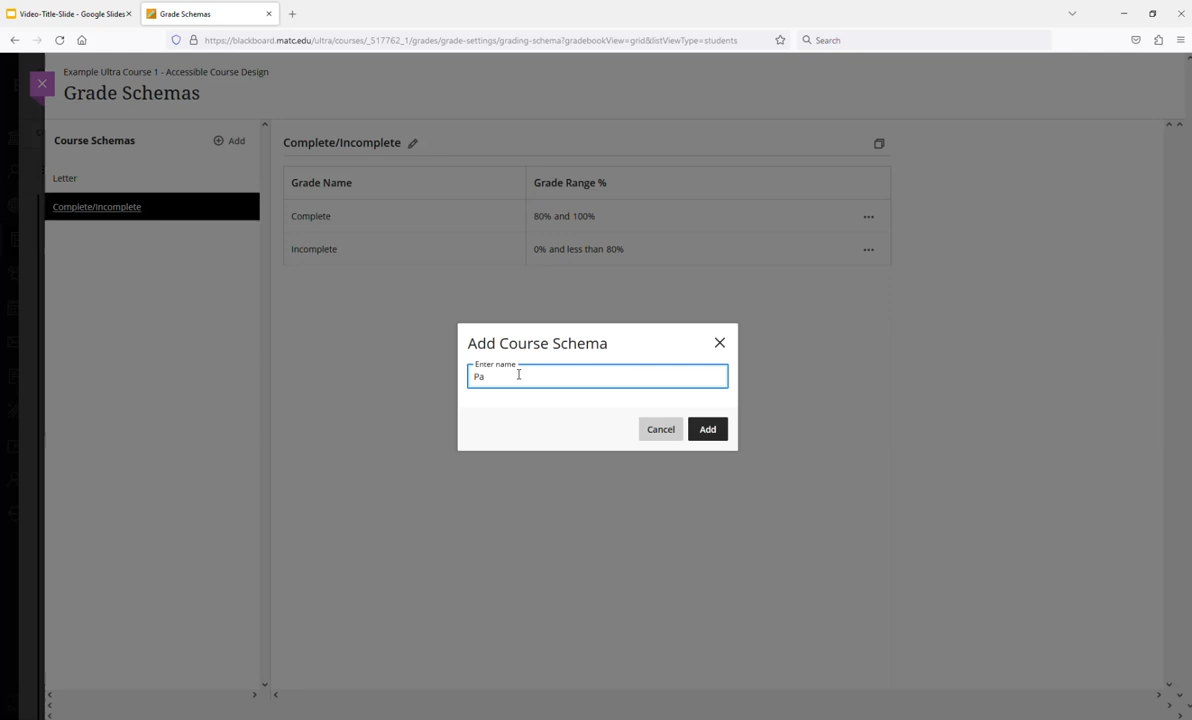 Video-Title-Slide - Google Slides
Grade Schemas
https://blackboard.matc.edu/ultra/courses/_517762_1/grades/grade-settings/grading-schema?gradebookView=grid&listViewType=students
Search
Example Ultra Course 1 - Accessible Course Design
Grade Schemas
Course Schemas
Add
Letter
Complete/Incomplete
Complete/Incomplete
Grade Name
Grade Range %
Complete
80% and 100%
Incomplete
0% and less than 80%
Add Course Schema
Enter name
Pa
Cancel
Add